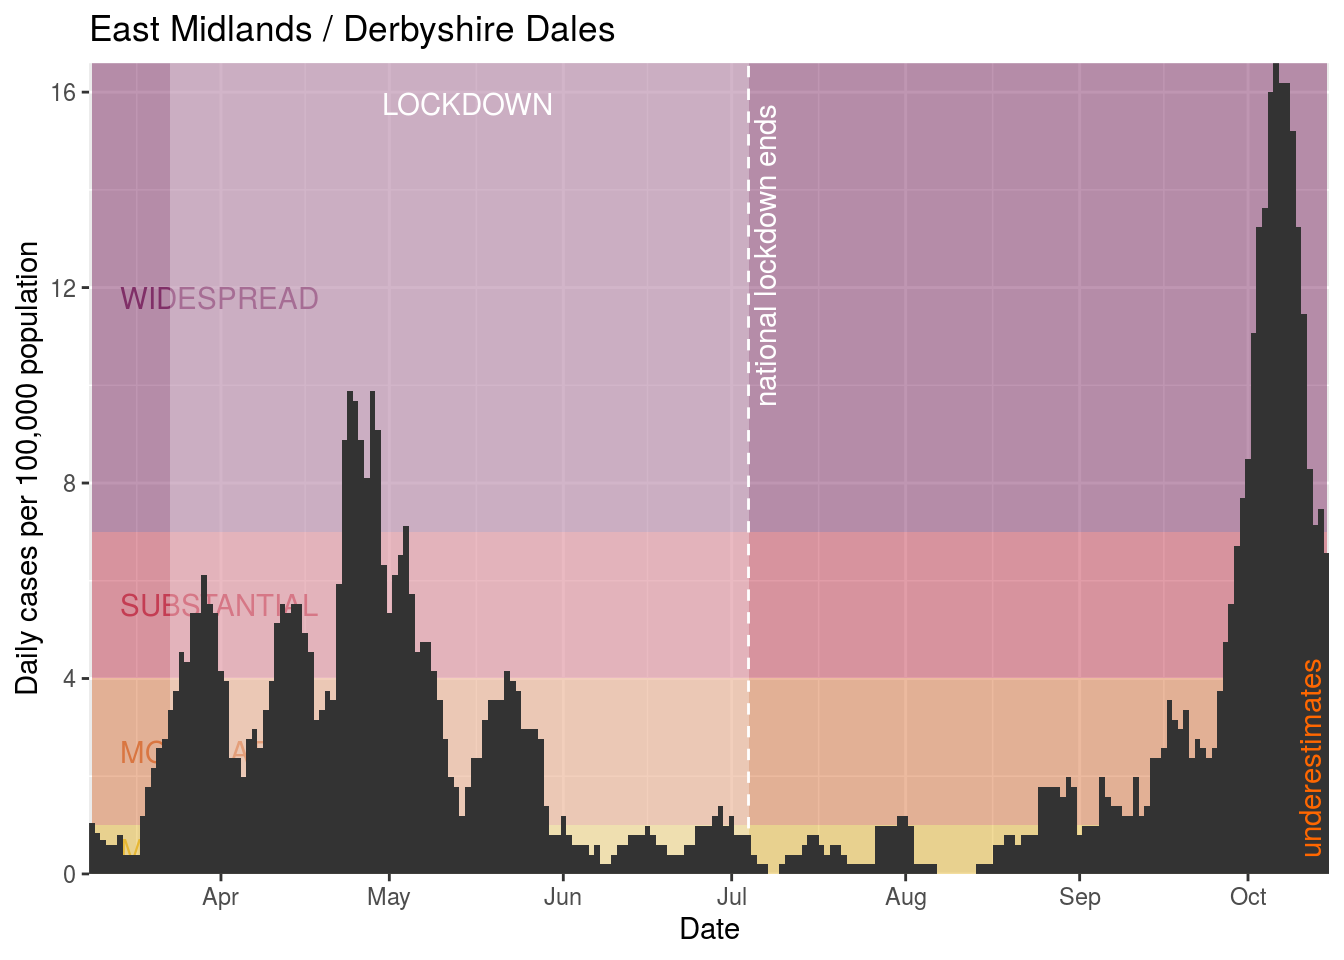 East Midlands / Derbyshire Dales
Daily cases per 100,000 population
16
12
8
4
0
LOCKDOWN
national lockdown ends
WIDESPREAD
SUBSTANTIAL
underestimates
Apr
May
Jun
Jul
Aug
Sep
Oct
Date